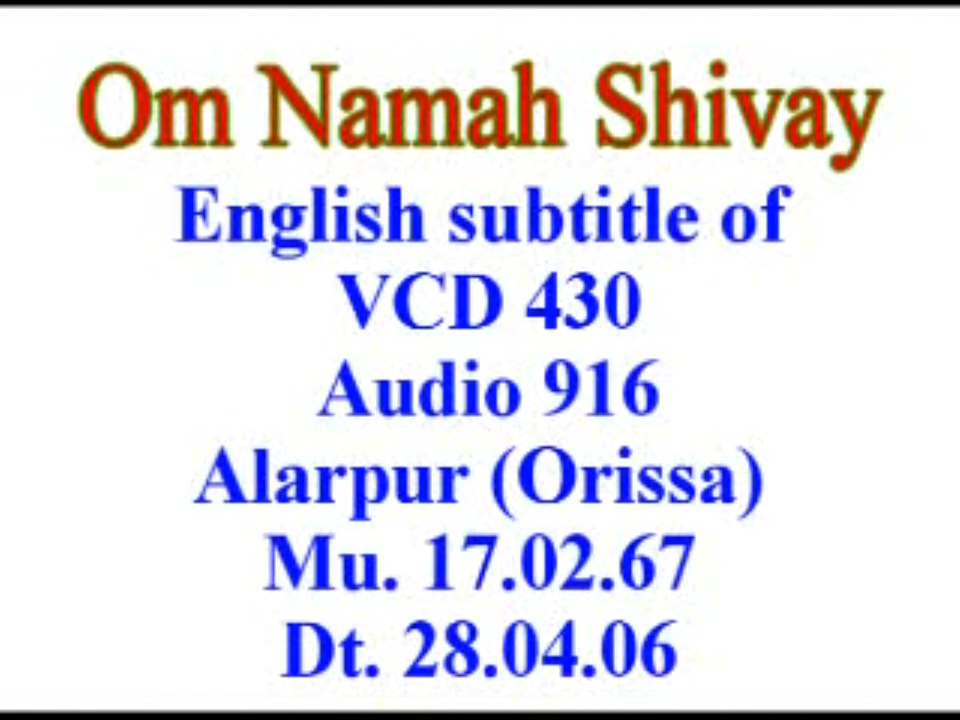 Om Namah Shivay
English subtitle of
VCD 430
Audio 916
Alarpur (Orissa)
Mu. 17.02.67
Dt. 28.04.06